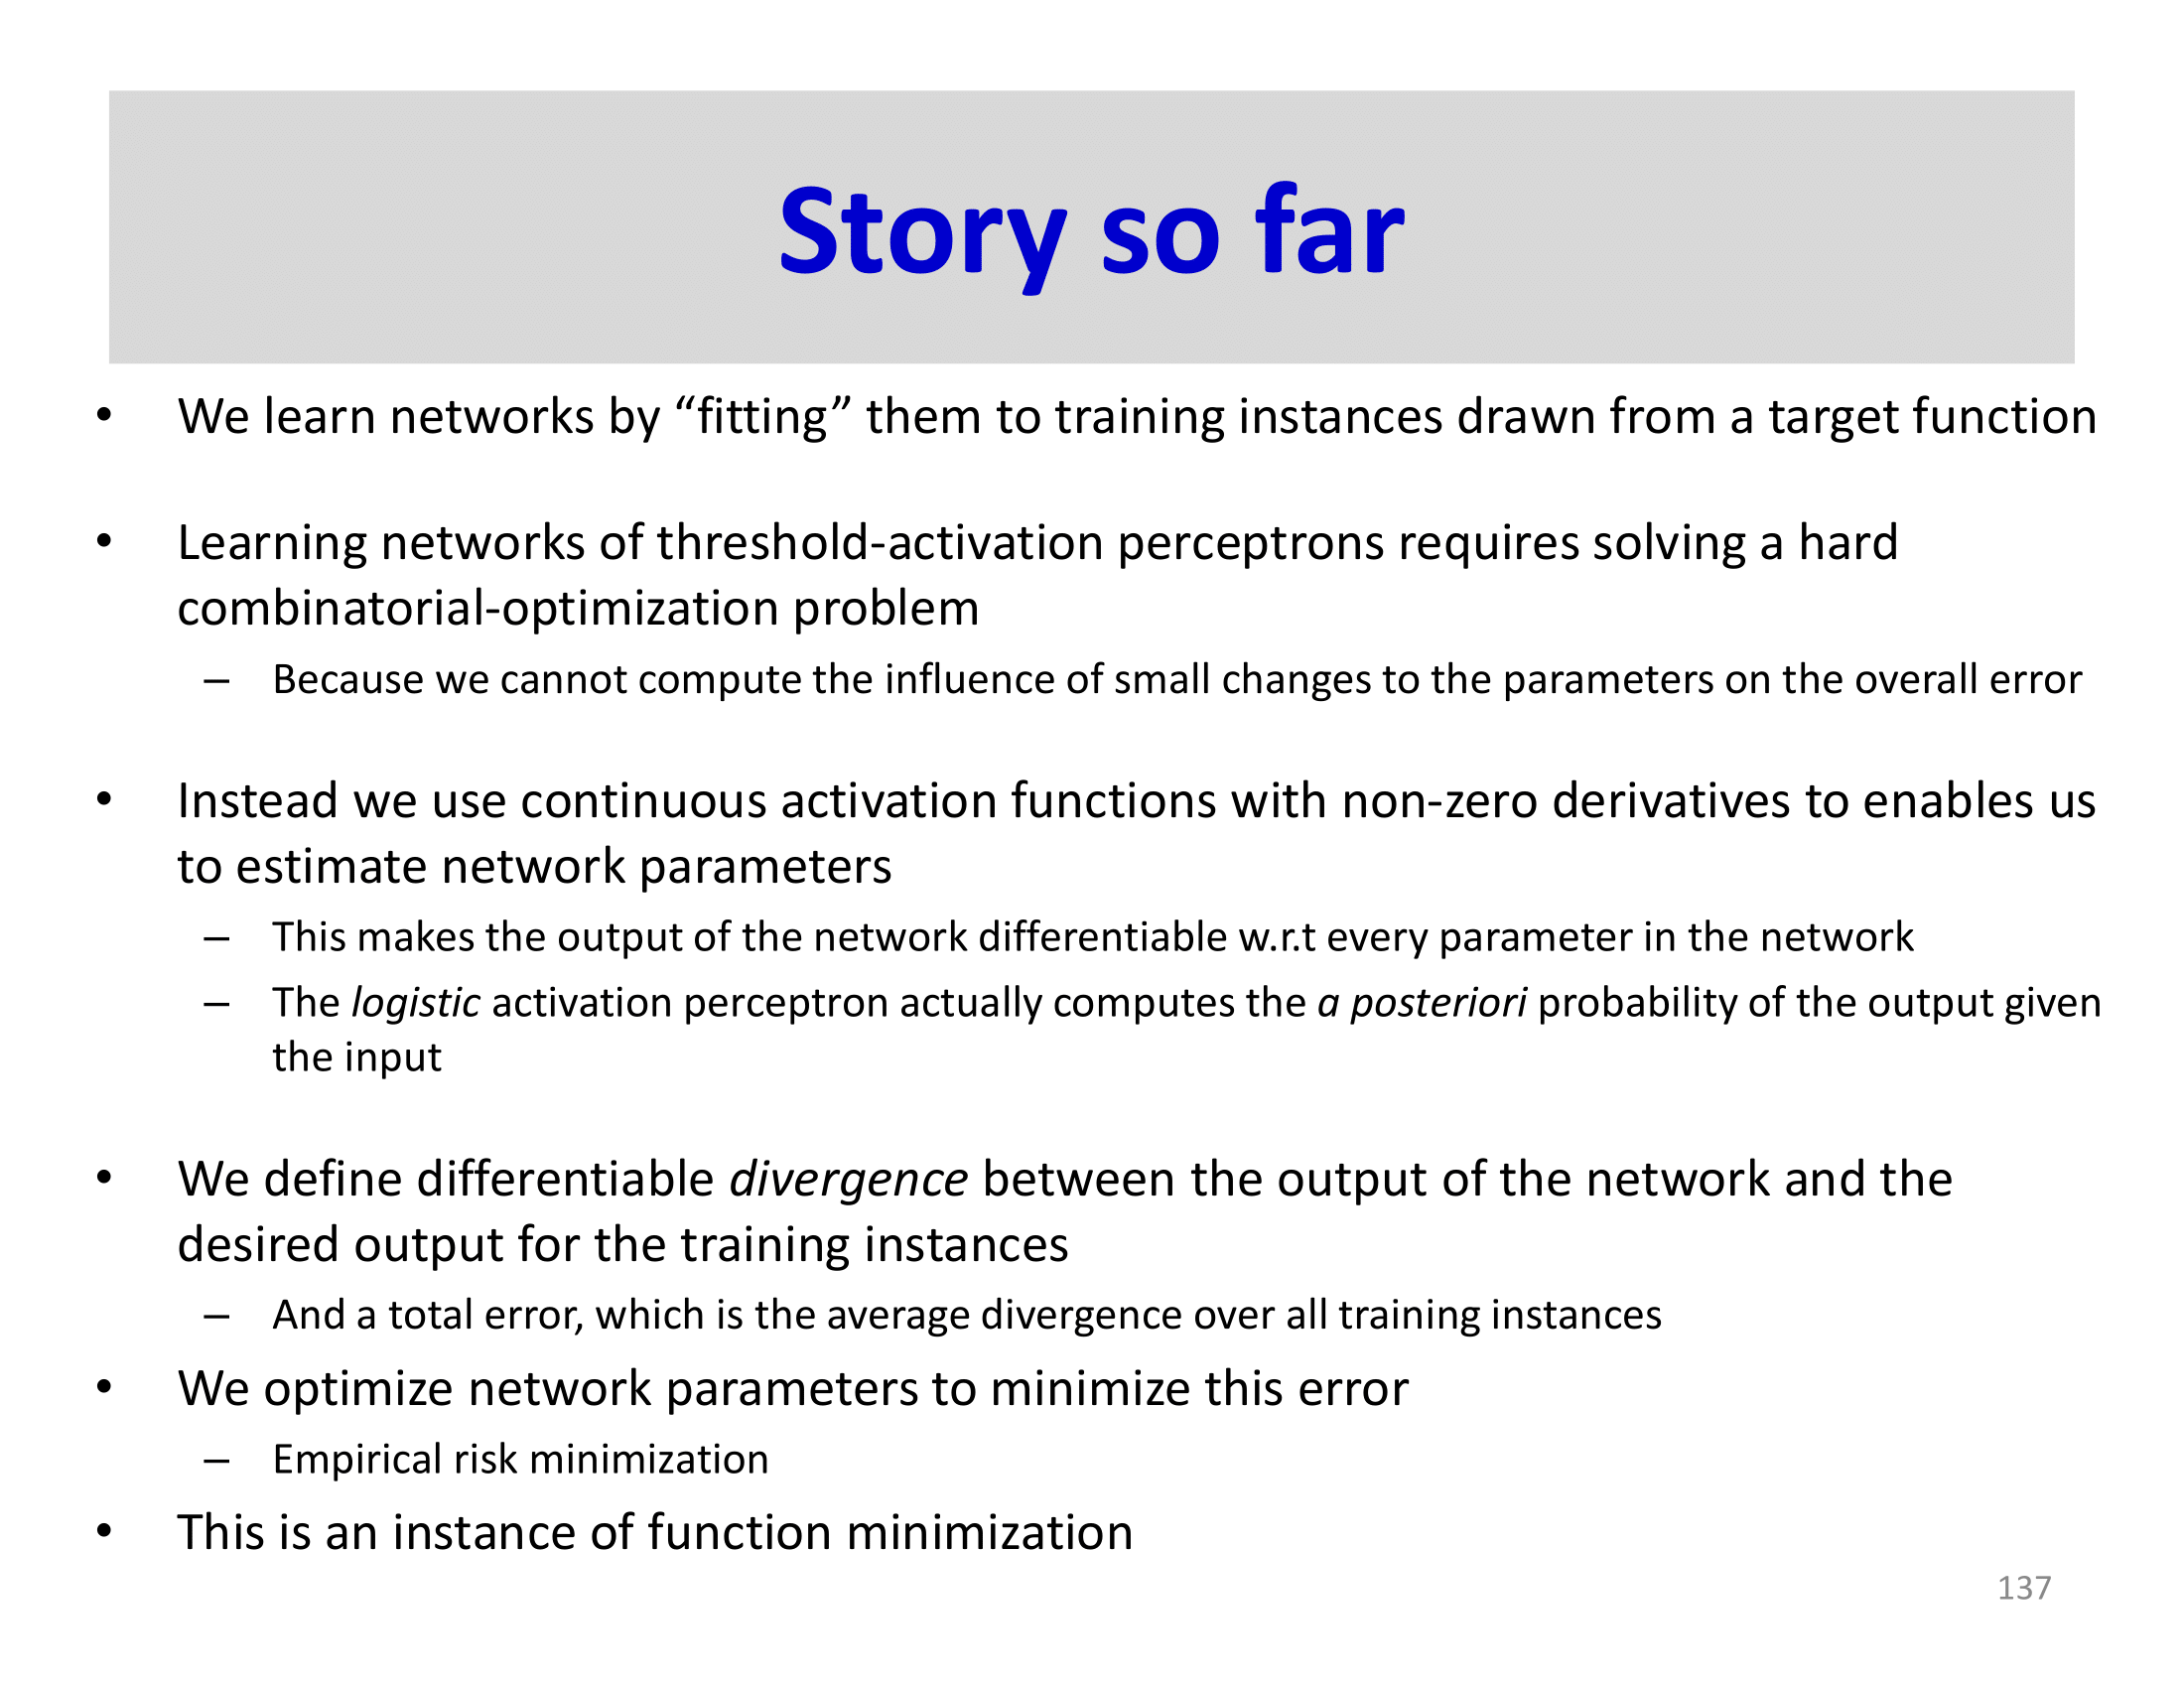 Story so far
• We learn networks by “fitting” them to training instances drawn from a target function
• Learning networks of threshold-activation perceptrons requires solving a hard
combinatorial-optimization problem
– Because we cannot compute the influence of small changes to the parameters on the overall error
• Instead we use continuous activation functions with non-zero derivatives to enables us
to estimate network parameters
– This makes the output of the network differentiable w.r.t every parameter in the network
– The logistic activation perceptron actually computes the a posteriori probability of the output given
the input
• We define differentiable divergence between the output of the network and the
desired output for the training instances
– And a total error, which is the average divergence over all training instances
• We optimize network parameters to minimize this error
– Empirical risk minimization
• This is an instance of function minimization
137